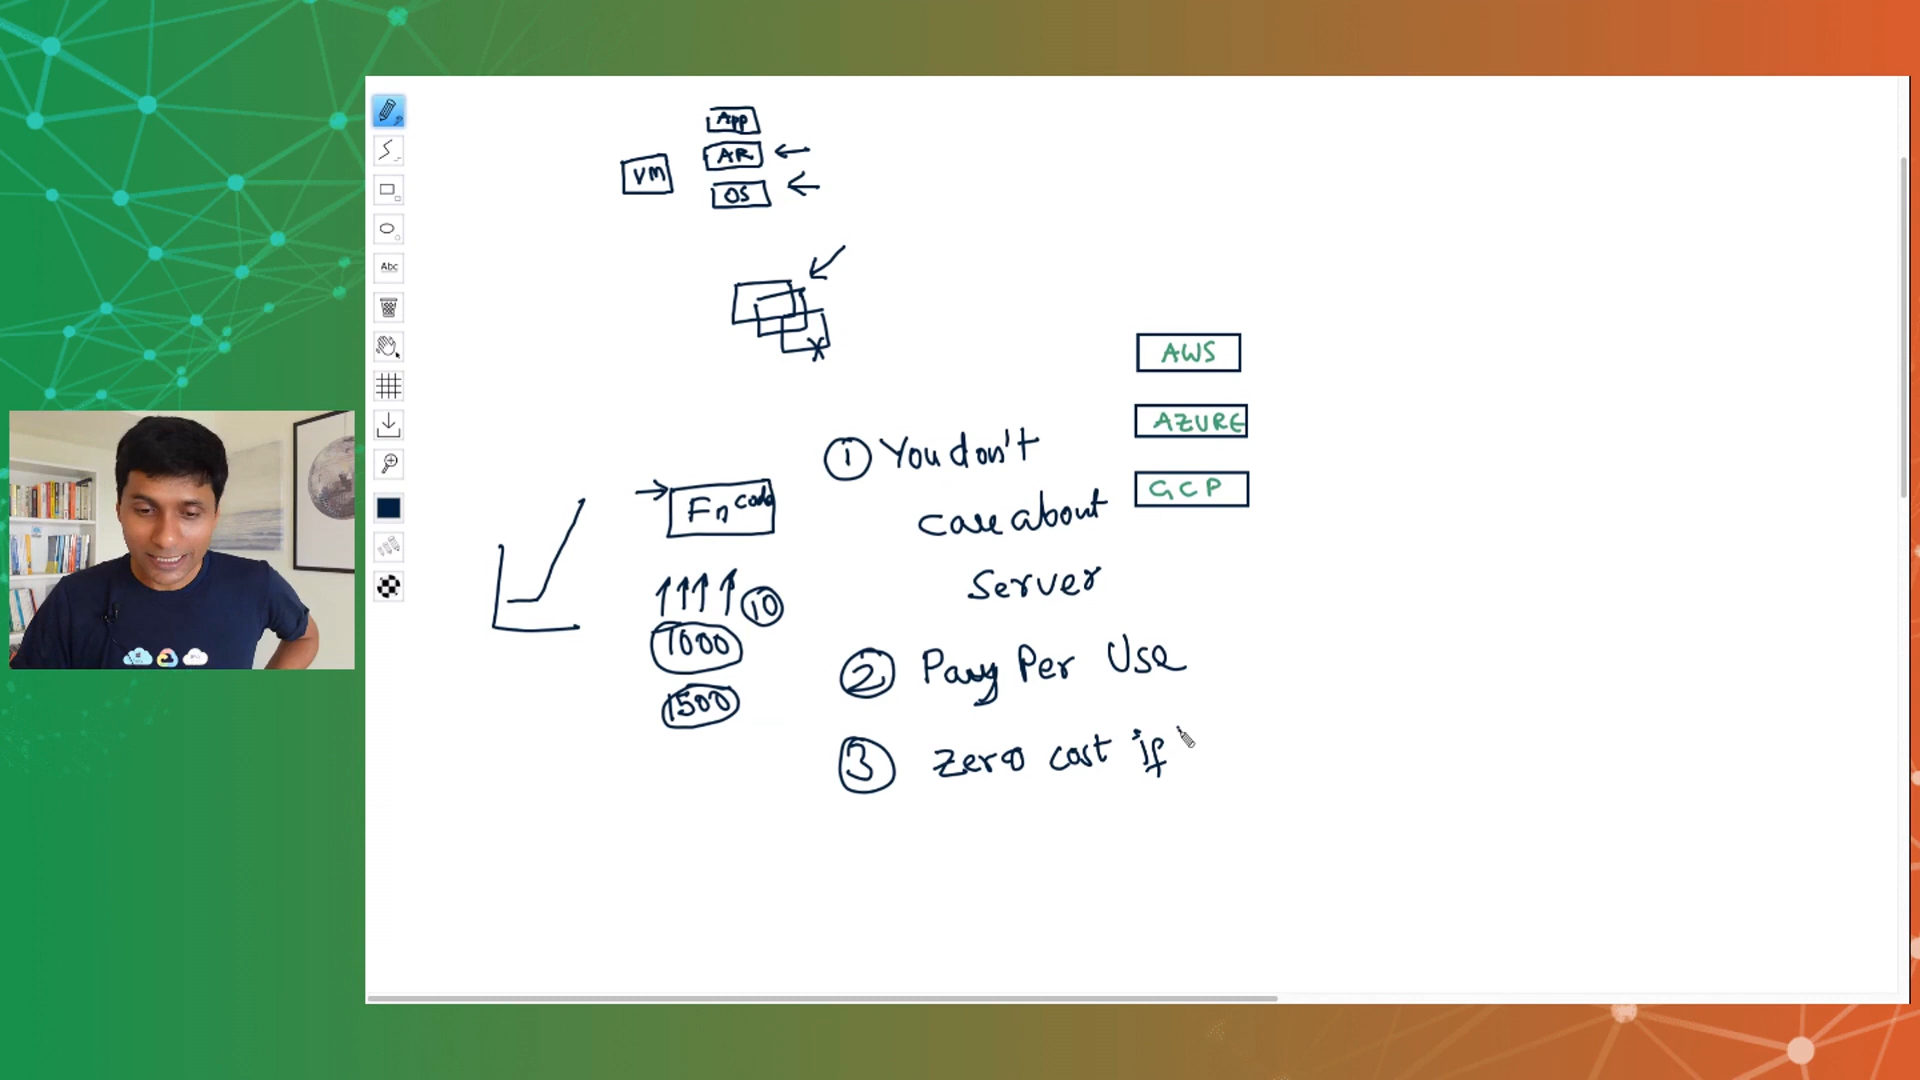 App
AR
VM
OS
Abc
AWS
AZURE
GCP
1 You don't
care about
Server
Fn code
10
1000
1500
2 Pay Per Use
3 Zero cost if